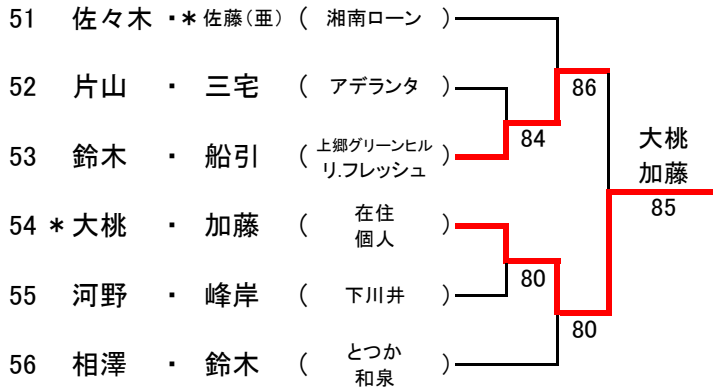 51 佐々木 ・ * 佐藤(亜) ( 湘南ローン )
52 片山 ・ 三宅 ( アデランタ )
86
84
53 鈴木 ・ 船引 ( 上郷グリーンヒル
リ.フレッシュ )
大桃
加藤
85
54 * 大桃 ・ 加藤 ( 在住
個人 )
80
55 河野 ・ 峰岸 ( 下川井 )
80
56 相澤 ・ 鈴木 ( とつか
和泉 )